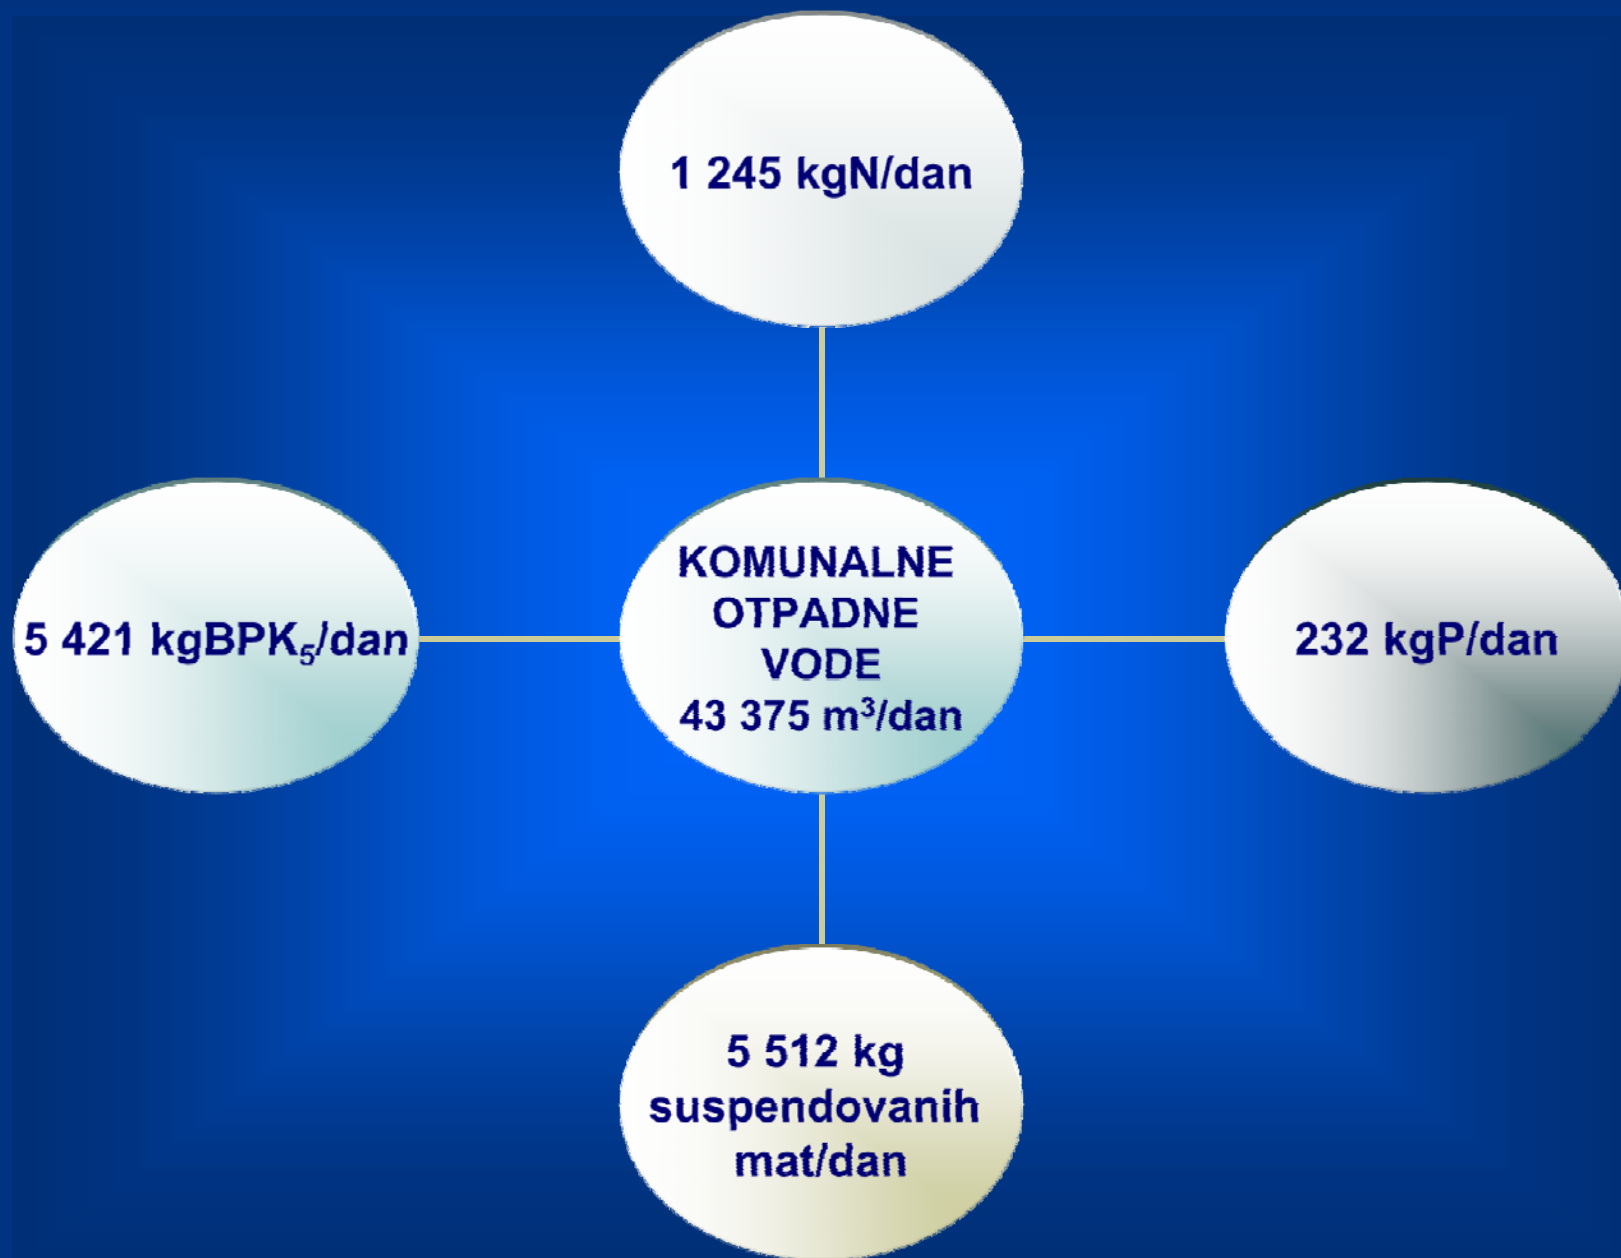 1 245 kgN/dan
5 421 kgBPK₅/dan
KOMUNALNE
OTPADNE
VODE
43 375 m³/dan
232 kgP/dan
5 512 kg
suspendovanih
mat/dan